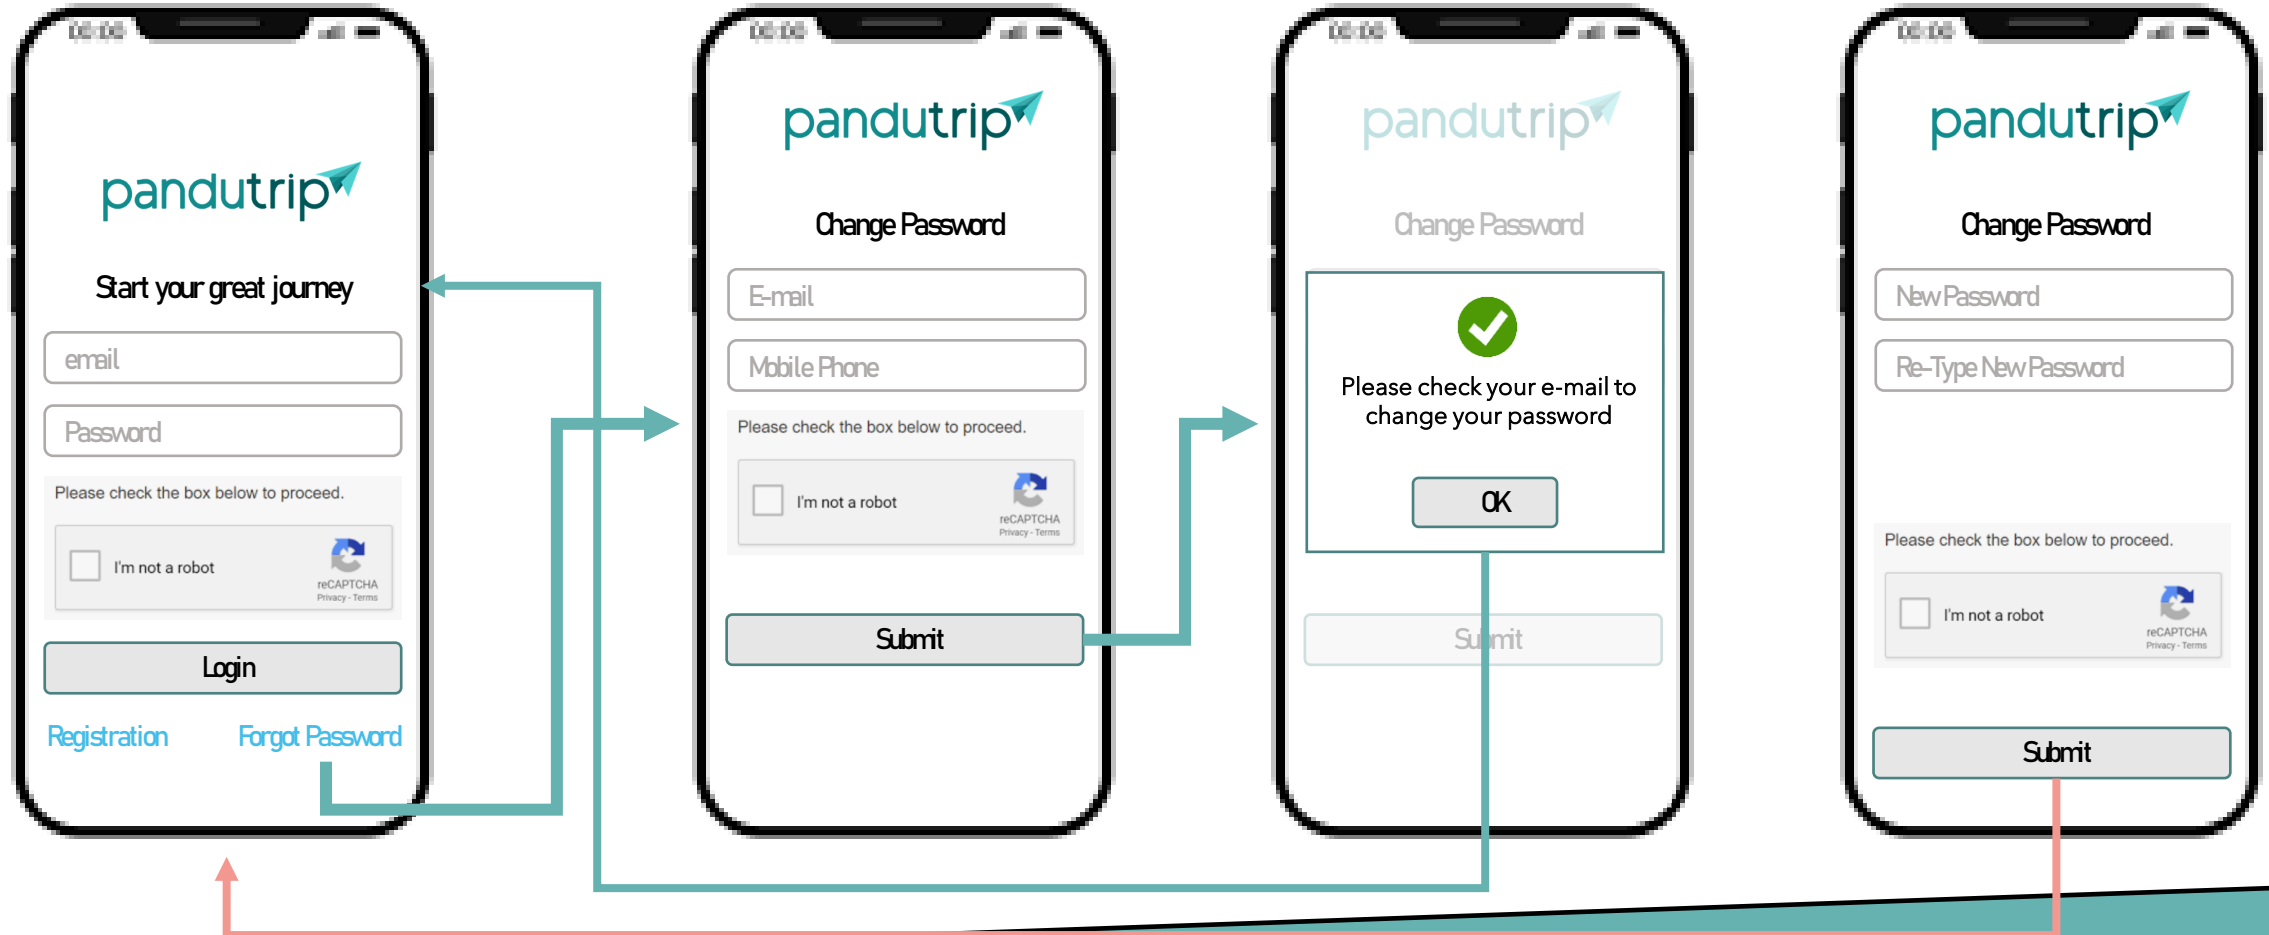 00:00
pandutrip
Start your great journey
email
Password
Please check the box below to proceed.
I'm not a robot
reCAPTCHA
Privacy - Terms
Login
Registration
Forgot Password
00:00
pandutrip
Change Password
E-mail
Mobile Phone
Please check the box below to proceed.
I'm not a robot
reCAPTCHA
Privacy - Terms
Submit
00:00
pandutrip
Change Password
Please check your e-mail to
change your password
OK
Submit
00:00
pandutrip
Change Password
New Password
Re-Type New Password
Please check the box below to proceed.
I'm not a robot
reCAPTCHA
Privacy - Terms
Submit